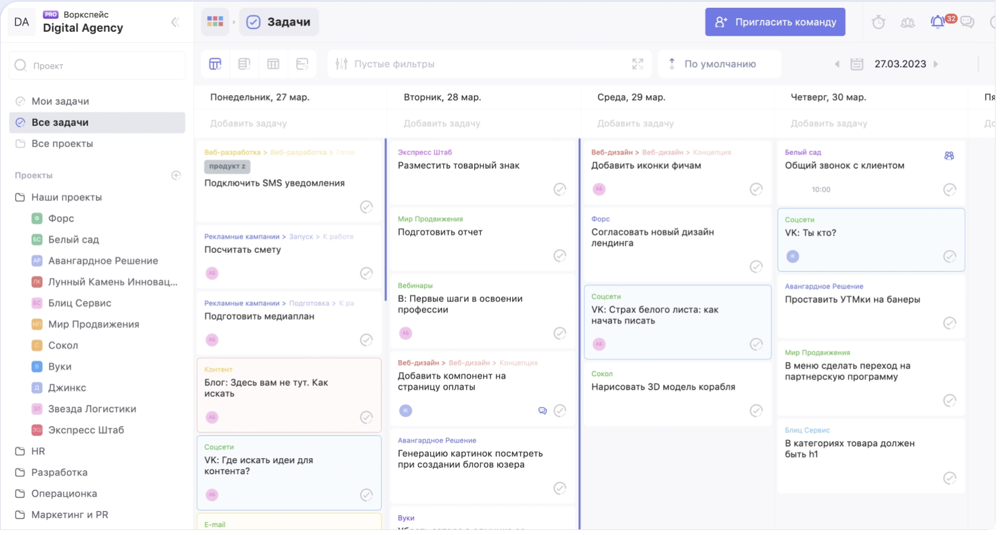 DA
PRO Воркспейс
Digital Agency
Задачи
Пригласить команду
32
Проект
Пустые фильтры
По умолчанию
27.03.2023
Мои задачи
Все задачи
Все проекты
Проекты
Наши проекты
Ф Форс
БС Белый сад
АР Авангардное Решение
ЛК Лунный Камень Инновац...
БС Блиц Сервис
МП Мир Продвижения
С Сокол
В Вуки
Д Джинкс
ЗЛ Звезда Логистики
ЭШ Экспресс Штаб
HR
Разработка
Операционка
Маркетинг и PR
Понедельник, 27 мар.
Добавить задачу
Веб-разработка > Веб-разработка > Готов
продукт z
Подключить SMS уведомления
Рекламные кампании > Запуск > К работе
Посчитать смету
АБ
Рекламные кампании > Подготовка > К ра
Подготовить медиаплан
АБ
Контент
Блог: Здесь вам не тут. Как
искать
АБ
Соцсети
VK: Где искать идеи для
контента?
АБ
E-mail
Вторник, 28 мар.
Добавить задачу
Экспресс Штаб
Разместить товарный знак
Мир Продвижения
Подготовить отчет
Вебинары
В: Первые шаги в освоении
профессии
АБ
Веб-дизайн > Веб-дизайн > Концепция
Добавить компонент на
страницу оплаты
IK
Авангардное Решение
Генерацию картинок посмтреть
при создании блогов юзера
Вуки
Среда, 29 мар.
Добавить задачу
Веб-дизайн > Веб-дизайн > Концепция
Добавить иконки фичам
АБ
Форс
Согласовать новый дизайн
лендинга
Соцсети
VK: Страх белого листа: как
начать писать
АБ
Сокол
Нарисовать 3D модель корабля
Четверг, 30 мар.
Добавить задачу
Белый сад
Общий звонок с клиентом
10:00
Соцсети
VK: Ты кто?
IK
Авангардное Решение
Проставить УТМки на банеры
Мир Продвижения
В меню сделать переход на
партнерскую программу
Блиц Сервис
В категориях товара должен
быть h1
Пя
До